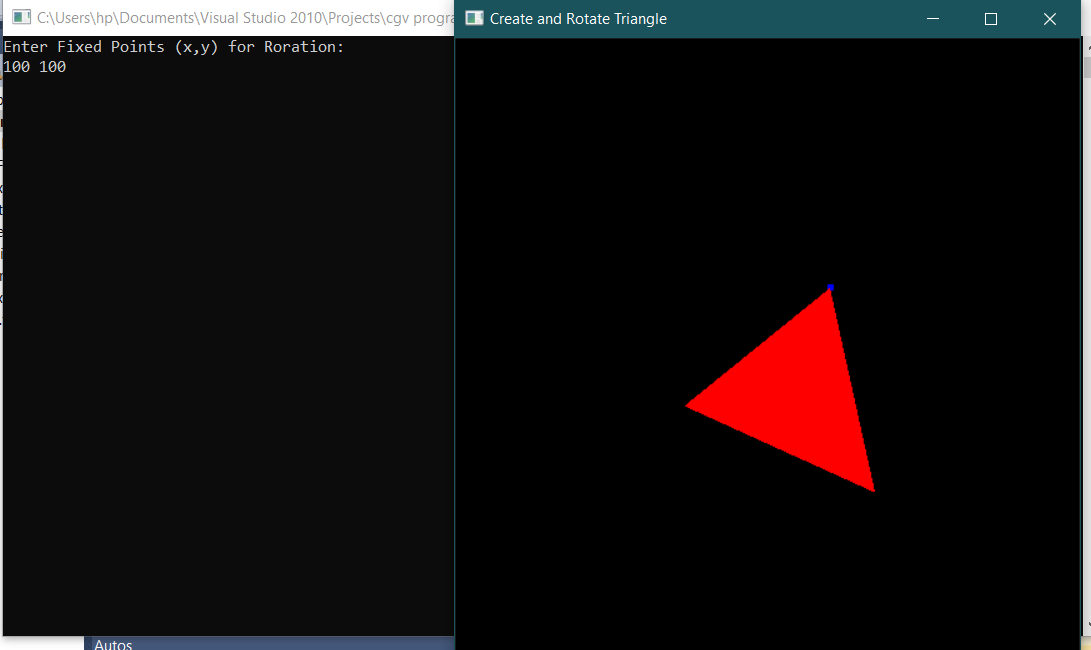 C:\Users\hp\Documents\Visual Studio 2010\Projects\cgv progra
Create and Rotate Triangle
Enter Fixed Points (x,y) for Roration:
100 100
Autos